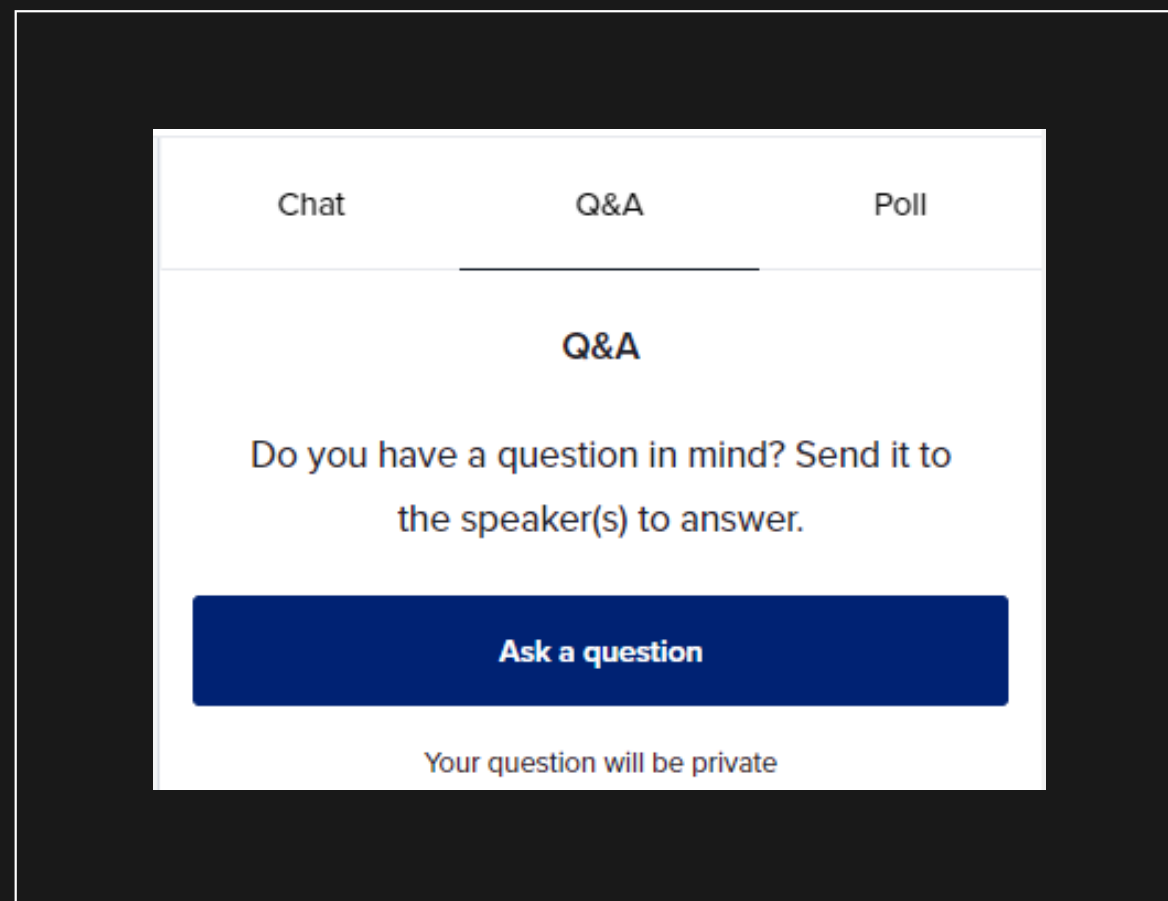 Chat Q&A Poll
Q&A
Do you have a question in mind? Send it to
the speaker(s) to answer.
Ask a question
Your question will be private